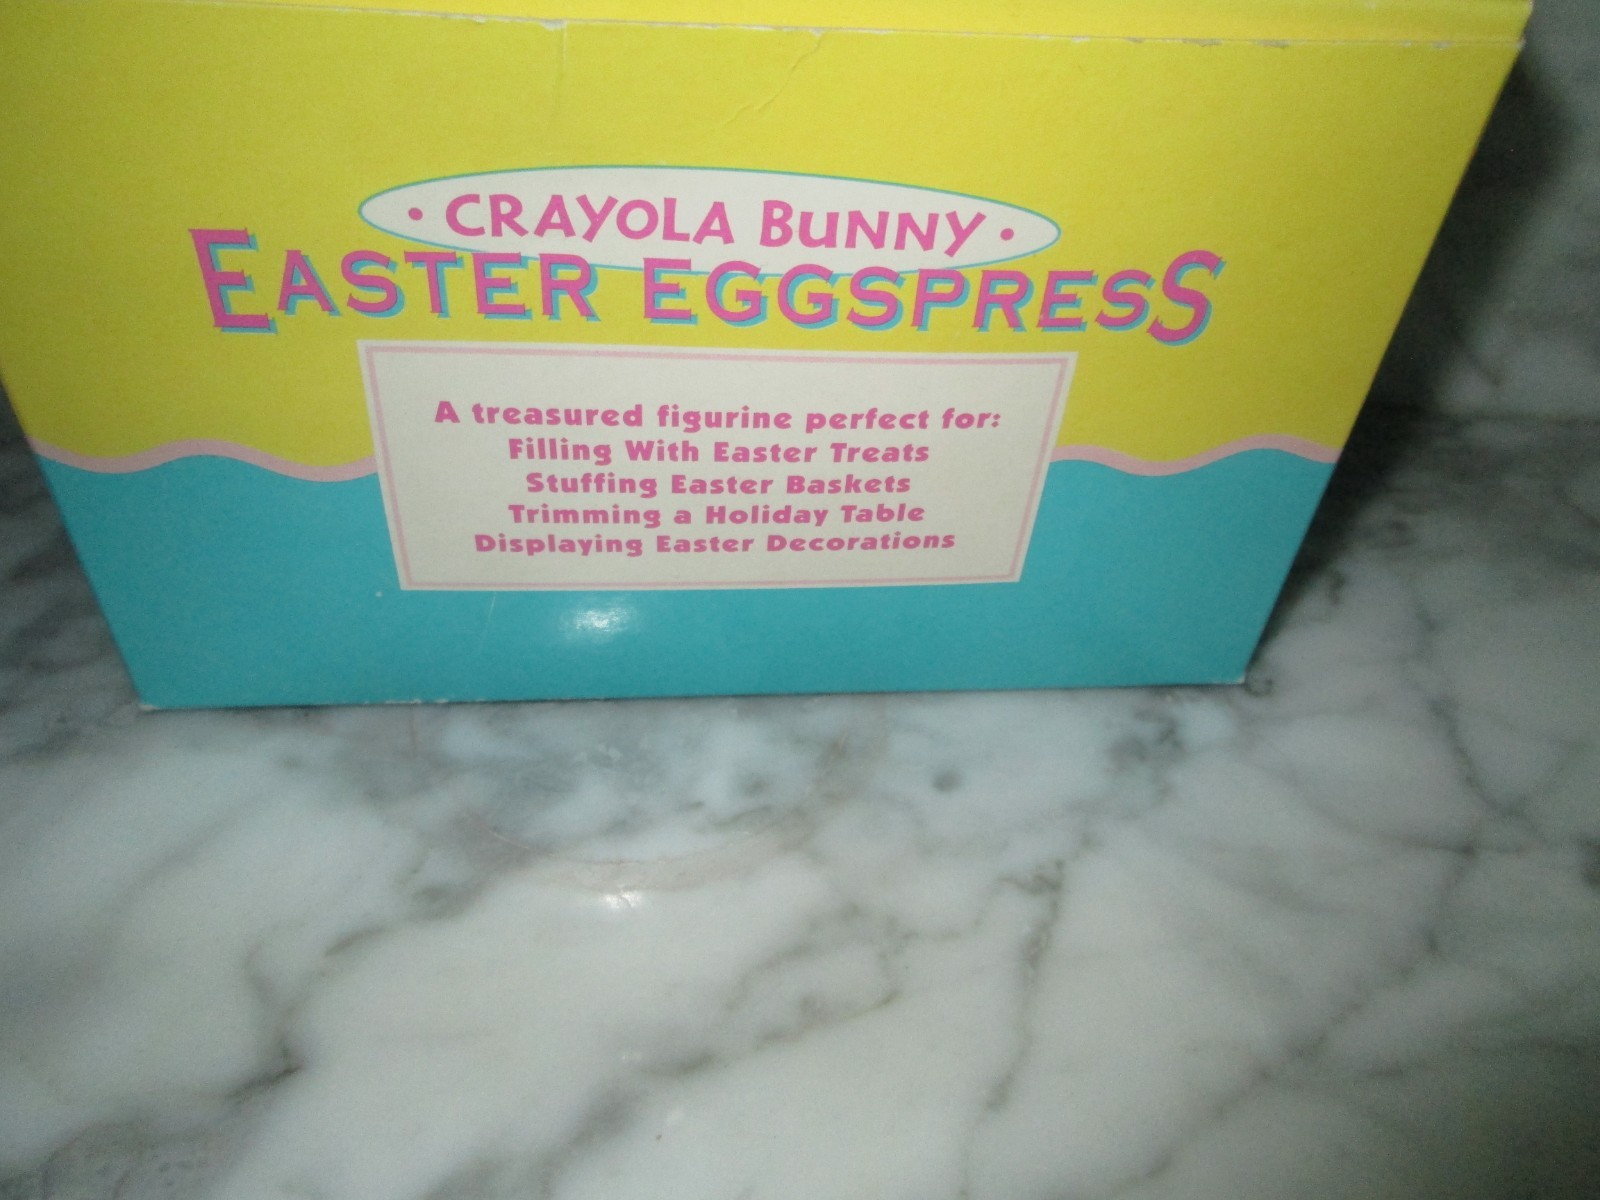 • CRAYOLA BUNNY •
EASTER EGGSPRESS
A treasured figurine perfect for:
Filling With Easter Treats
Stuffing Easter Baskets
Trimming a Holiday Table
Displaying Easter Decorations